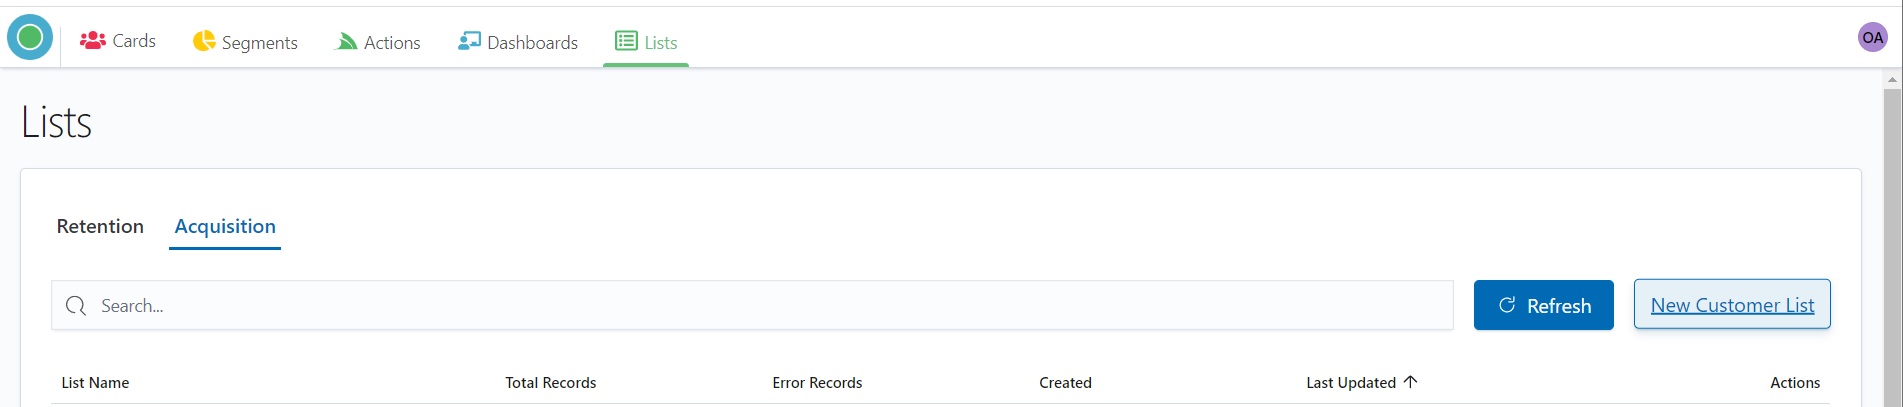 Cards Segments Actions Dashboards Lists OA
Lists
Retention Acquisition
Search... Refresh New Customer List
List Name Total Records Error Records Created Last Updated Actions